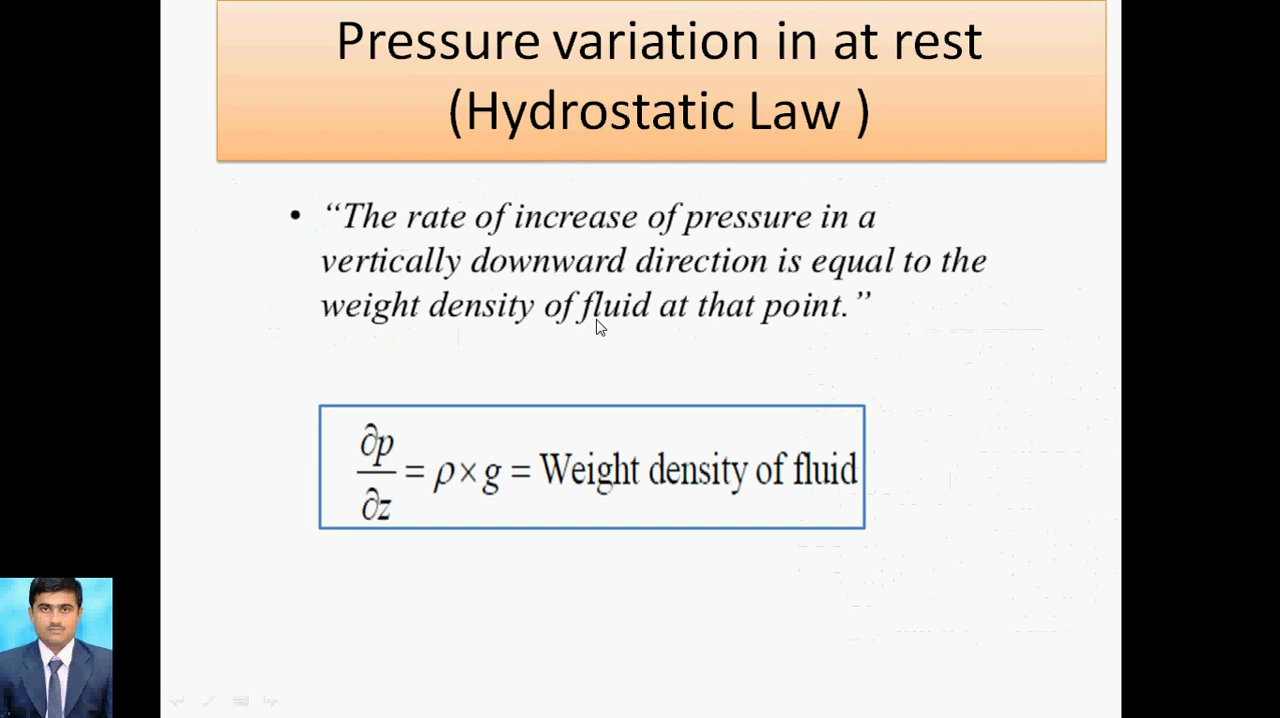 Pressure variation in at rest
(Hydrostatic Law )
• “The rate of increase of pressure in a
vertically downward direction is equal to the
weight density of fluid at that point.”
∂p/∂z = ρ × g = Weight density of fluid